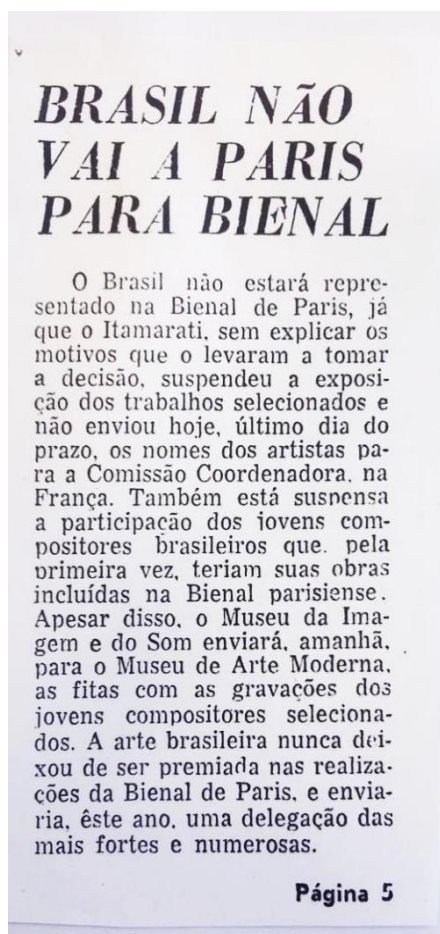 BRASIL NÃO
VAI A PARIS
PARA BIENAL
O Brasil não estará repre-
sentado na Bienal de Paris, já
que o Itamarati, sem explicar os
motivos que o levaram a tomar
a decisão, suspendeu a exposi-
ção dos trabalhos selecionados e
não enviou hoje, último dia do
prazo, os nomes dos artistas pa-
ra a Comissão Coordenadora, na
França. Também está suspensa
a participação dos jovens com-
positores brasileiros que, pela
primeira vez, teriam suas obras
incluídas na Bienal parisiense.
Apesar disso, o Museu da Ima-
gem e do Som enviará, amanhã,
para o Museu de Arte Moderna,
as fitas com as gravações dos
jovens compositores seleciona-
dos. A arte brasileira nunca dei-
xou de ser premiada nas realiza-
ções da Bienal de Paris, e envia-
ria, êste ano, uma delegação das
mais fortes e numerosas.
Página 5